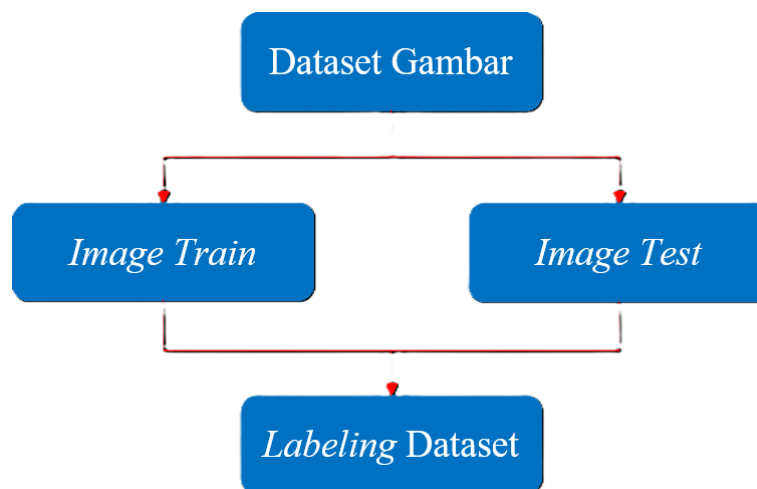 Dataset Gambar
Image Train
Image Test
Labeling Dataset